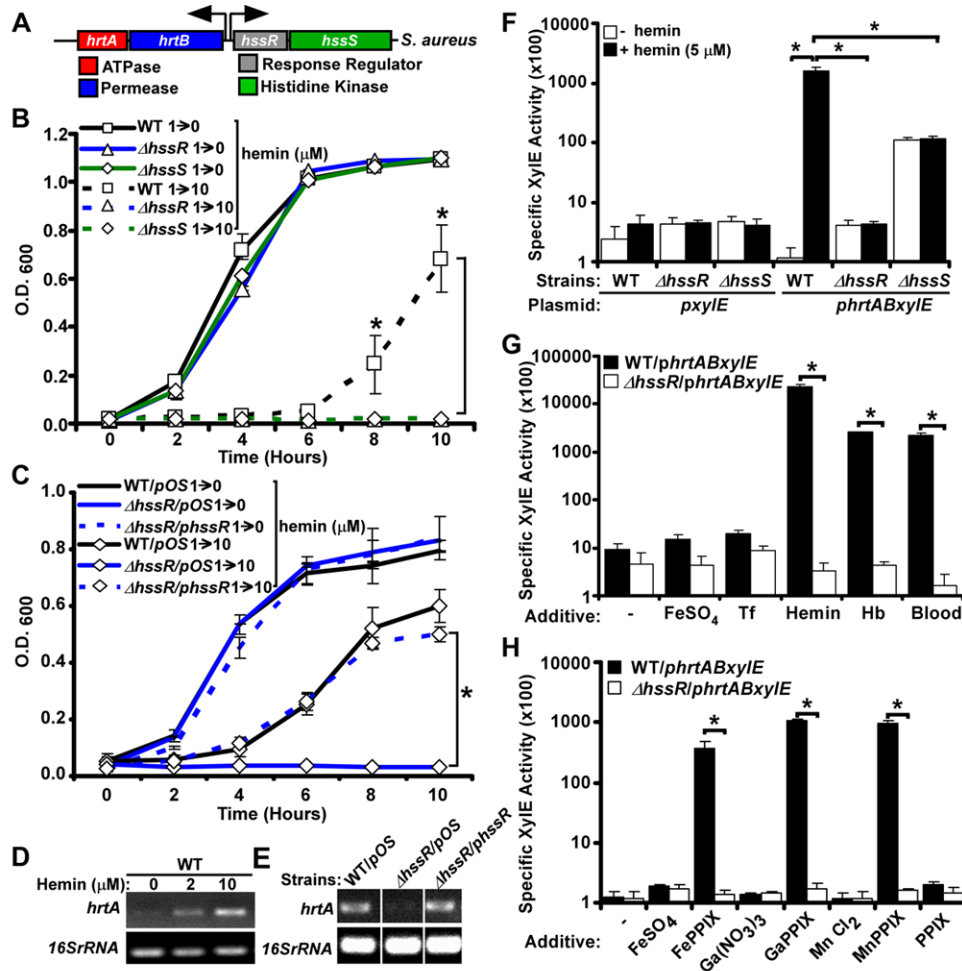 A
hrtA hrtB hssR hssS S. aureus
ATPase
Permease
Response Regulator
Histidine Kinase
B
O.D. 600
1.2
1.0
0.8
0.6
0.4
0.2
0.0
WT 1→0
ΔhssR 1→0
ΔhssS 1→0
WT 1→10
ΔhssR 1→10
ΔhssS 1→10
hemin (µM)
*
*
0 2 4 6 8 10
Time (Hours)
C
O.D. 600
0.8
0.6
0.4
0.2
0.0
WT/pOS1→0
ΔhssR/pOS1→0
ΔhssR/phssR1→0
WT/pOS1→10
ΔhssR/pOS1→10
ΔhssR/phssR1→10
hemin (µM)
*
0 2 4 6 8 10
Time (Hours)
D
WT
Hemin (µM): 0 2 10
hrtA
16SrRNA
E
Strains: WT/pOS ΔhssR/pOS ΔhssR/phssR
hrtA
16SrRNA
F
Specific XylE Activity (x100)
- hemin
+ hemin (5 µM)
* * *
1000
100
10
1
Strains: WT ΔhssR ΔhssS WT ΔhssR ΔhssS
Plasmid: pxylE phrtABxylE
G
Specific XylE Activity (x100)
WT/phrtABxylE
ΔhssR/phrtABxylE
* * *
100000
10000
1000
100
10
1
Additive: - FeSO4 Tf Hemin Hb Blood
H
Specific XylE Activity (x100)
WT/phrtABxylE
ΔhssR/phrtABxylE
* * *
10000
1000
100
10
1
Additive: - FeSO4 FePPIX Ga(NO3)3 GaPPIX Mn Cl2 MnPPIX PPIX